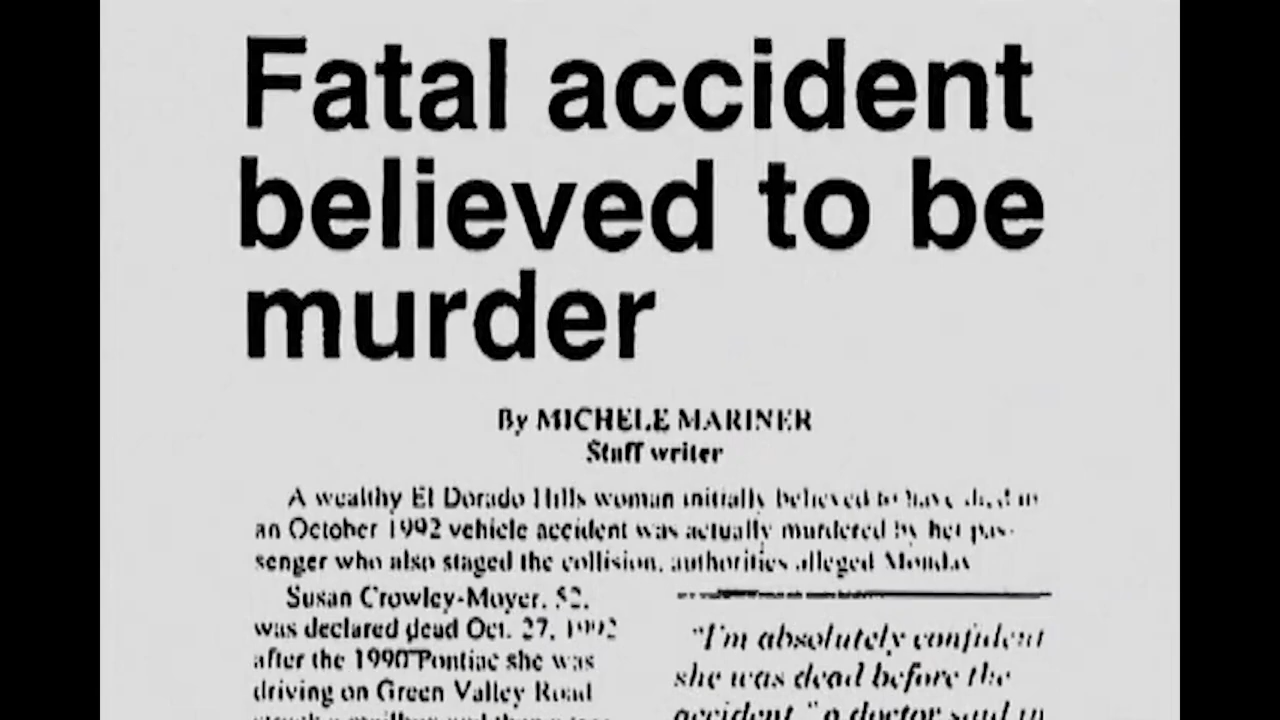 Fatal accident
believed to be
murder
By MICHELE MARINER
Staff writer
A wealthy El Dorado Hills woman initially believed to have died in
an October 1992 vehicle accident was actually murdered by her pas-
senger who also staged the collision, authorities alleged Monday
Susan Crowley-Moyer, 52,
was declared dead Oct. 27, 1992
after the 1990 Pontiac she was
driving on Green Valley Road
"I'm absolutely confident
she was dead before the
accident," a doctor said in